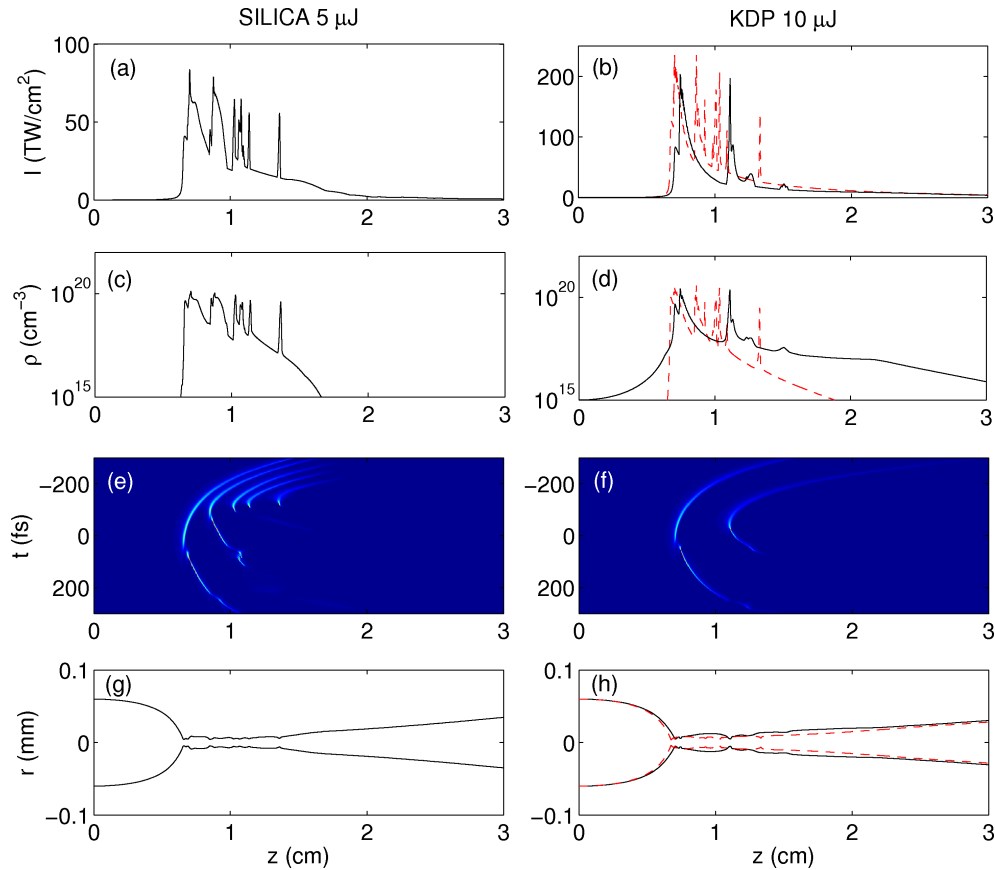 SILICA 5 μJ
KDP 10 μJ
(a)
I (TW/cm²)
100
50
0
0 1 2 3
(b)
200
100
0
0 1 2 3
(c)
ρ (cm⁻³)
10²⁰
10¹⁵
0 1 2 3
(d)
10²⁰
10¹⁵
0 1 2 3
(e)
t (fs)
−200
0
200
0 1 2 3
(f)
−200
0
200
0 1 2 3
(g)
r (mm)
0.1
0
−0.1
0 1 2 3
z (cm)
(h)
0.1
0
−0.1
0 1 2 3
z (cm)